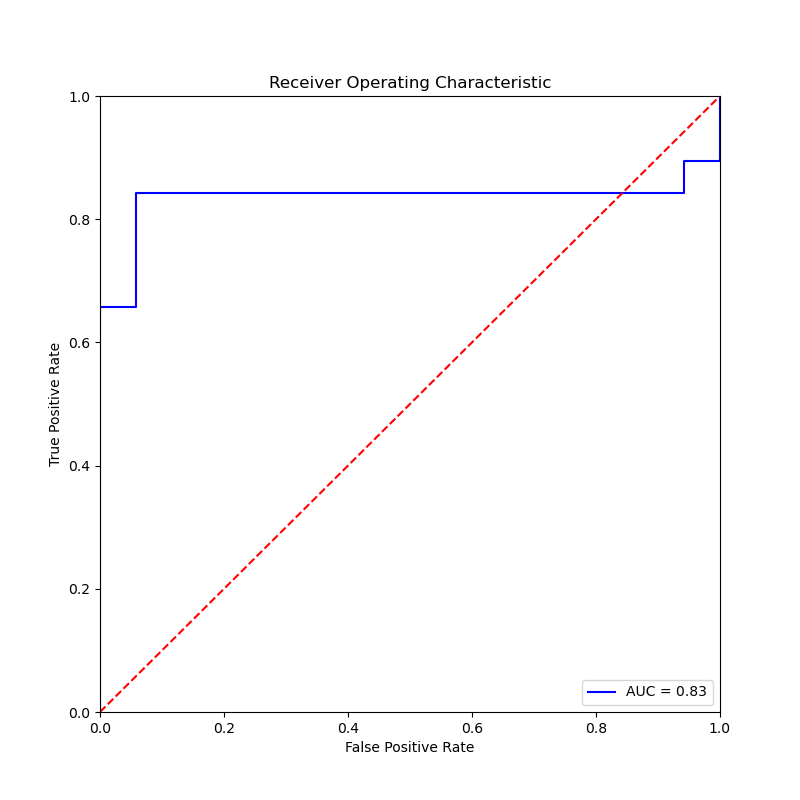 Receiver Operating Characteristic
1.0
0.8
0.6
0.4
0.2
0.0
True Positive Rate
AUC = 0.83
0.0 0.2 0.4 0.6 0.8 1.0
False Positive Rate